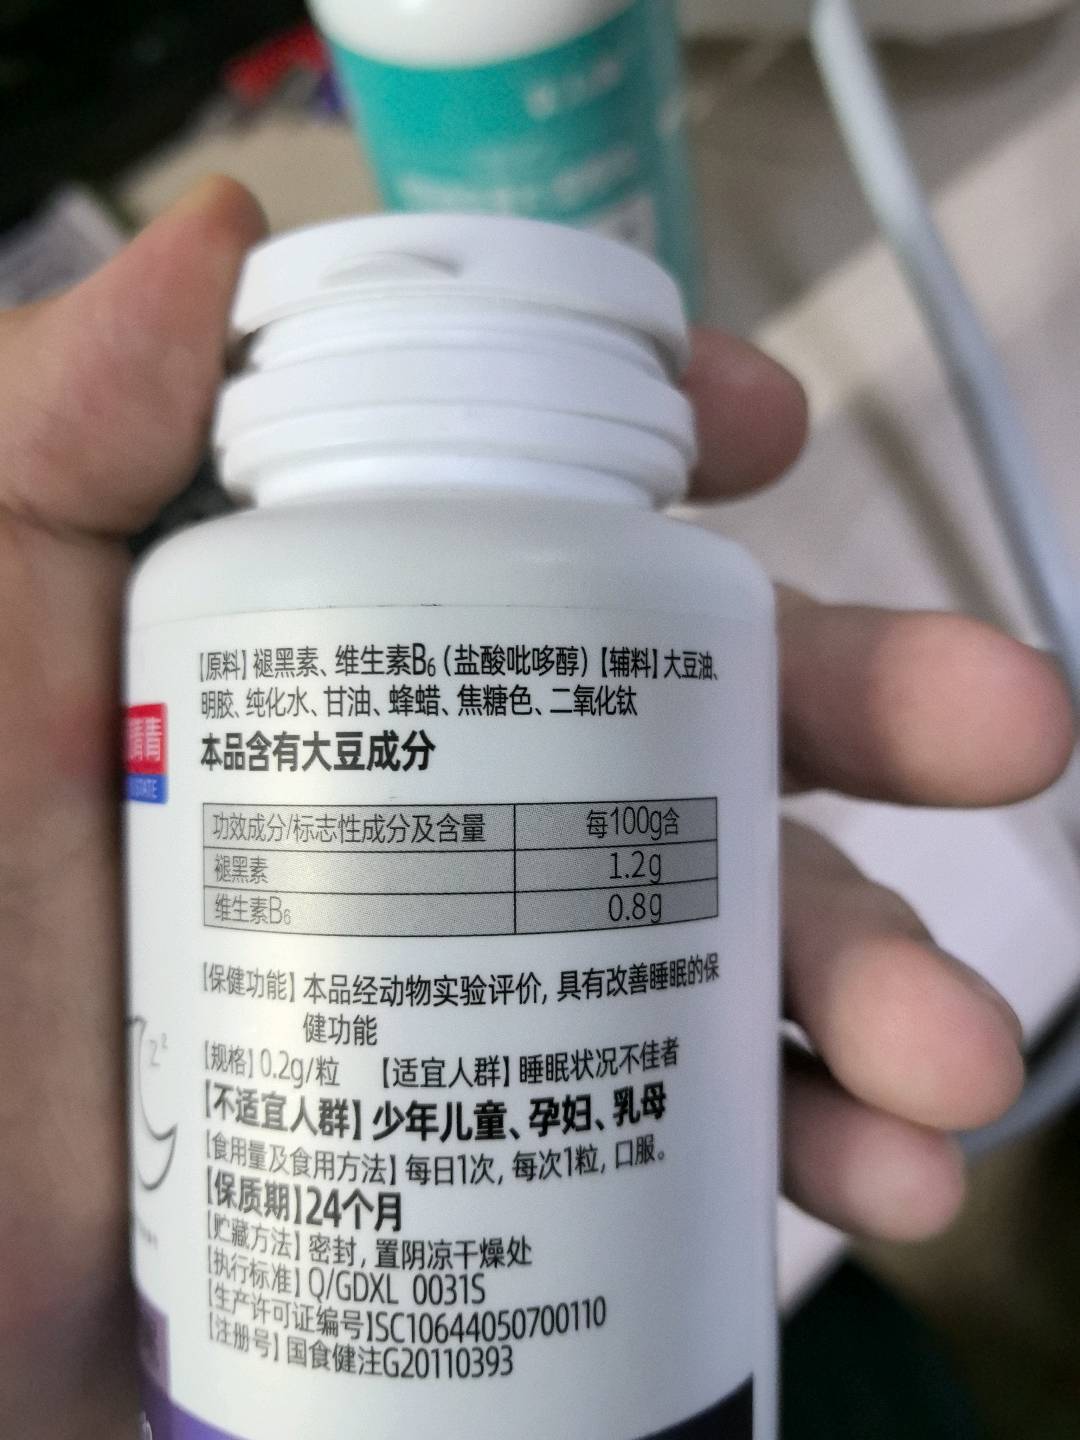 【原料】褪黑素、维生素B₆(盐酸吡哆醇)【辅料】大豆油、
明胶、纯化水、甘油、蜂蜡、焦糖色、二氧化钛
本品含有大豆成分
功效成分/标志性成分及含量 每100g含
褪黑素 1.2g
维生素B₆ 0.8g
【保健功能】本品经动物实验评价,具有改善睡眠的保
健功能
【规格】0.2g/粒 【适宜人群】睡眠状况不佳者
【不适宜人群】少年儿童、孕妇、乳母
【食用量及食用方法】每日1次,每次1粒,口服。
【保质期】24个月
【贮藏方法】密封,置阴凉干燥处
【执行标准】Q/GDXL 0031S
【生产许可证编号】SC10644050700110
【注册号】国食健注G20110393